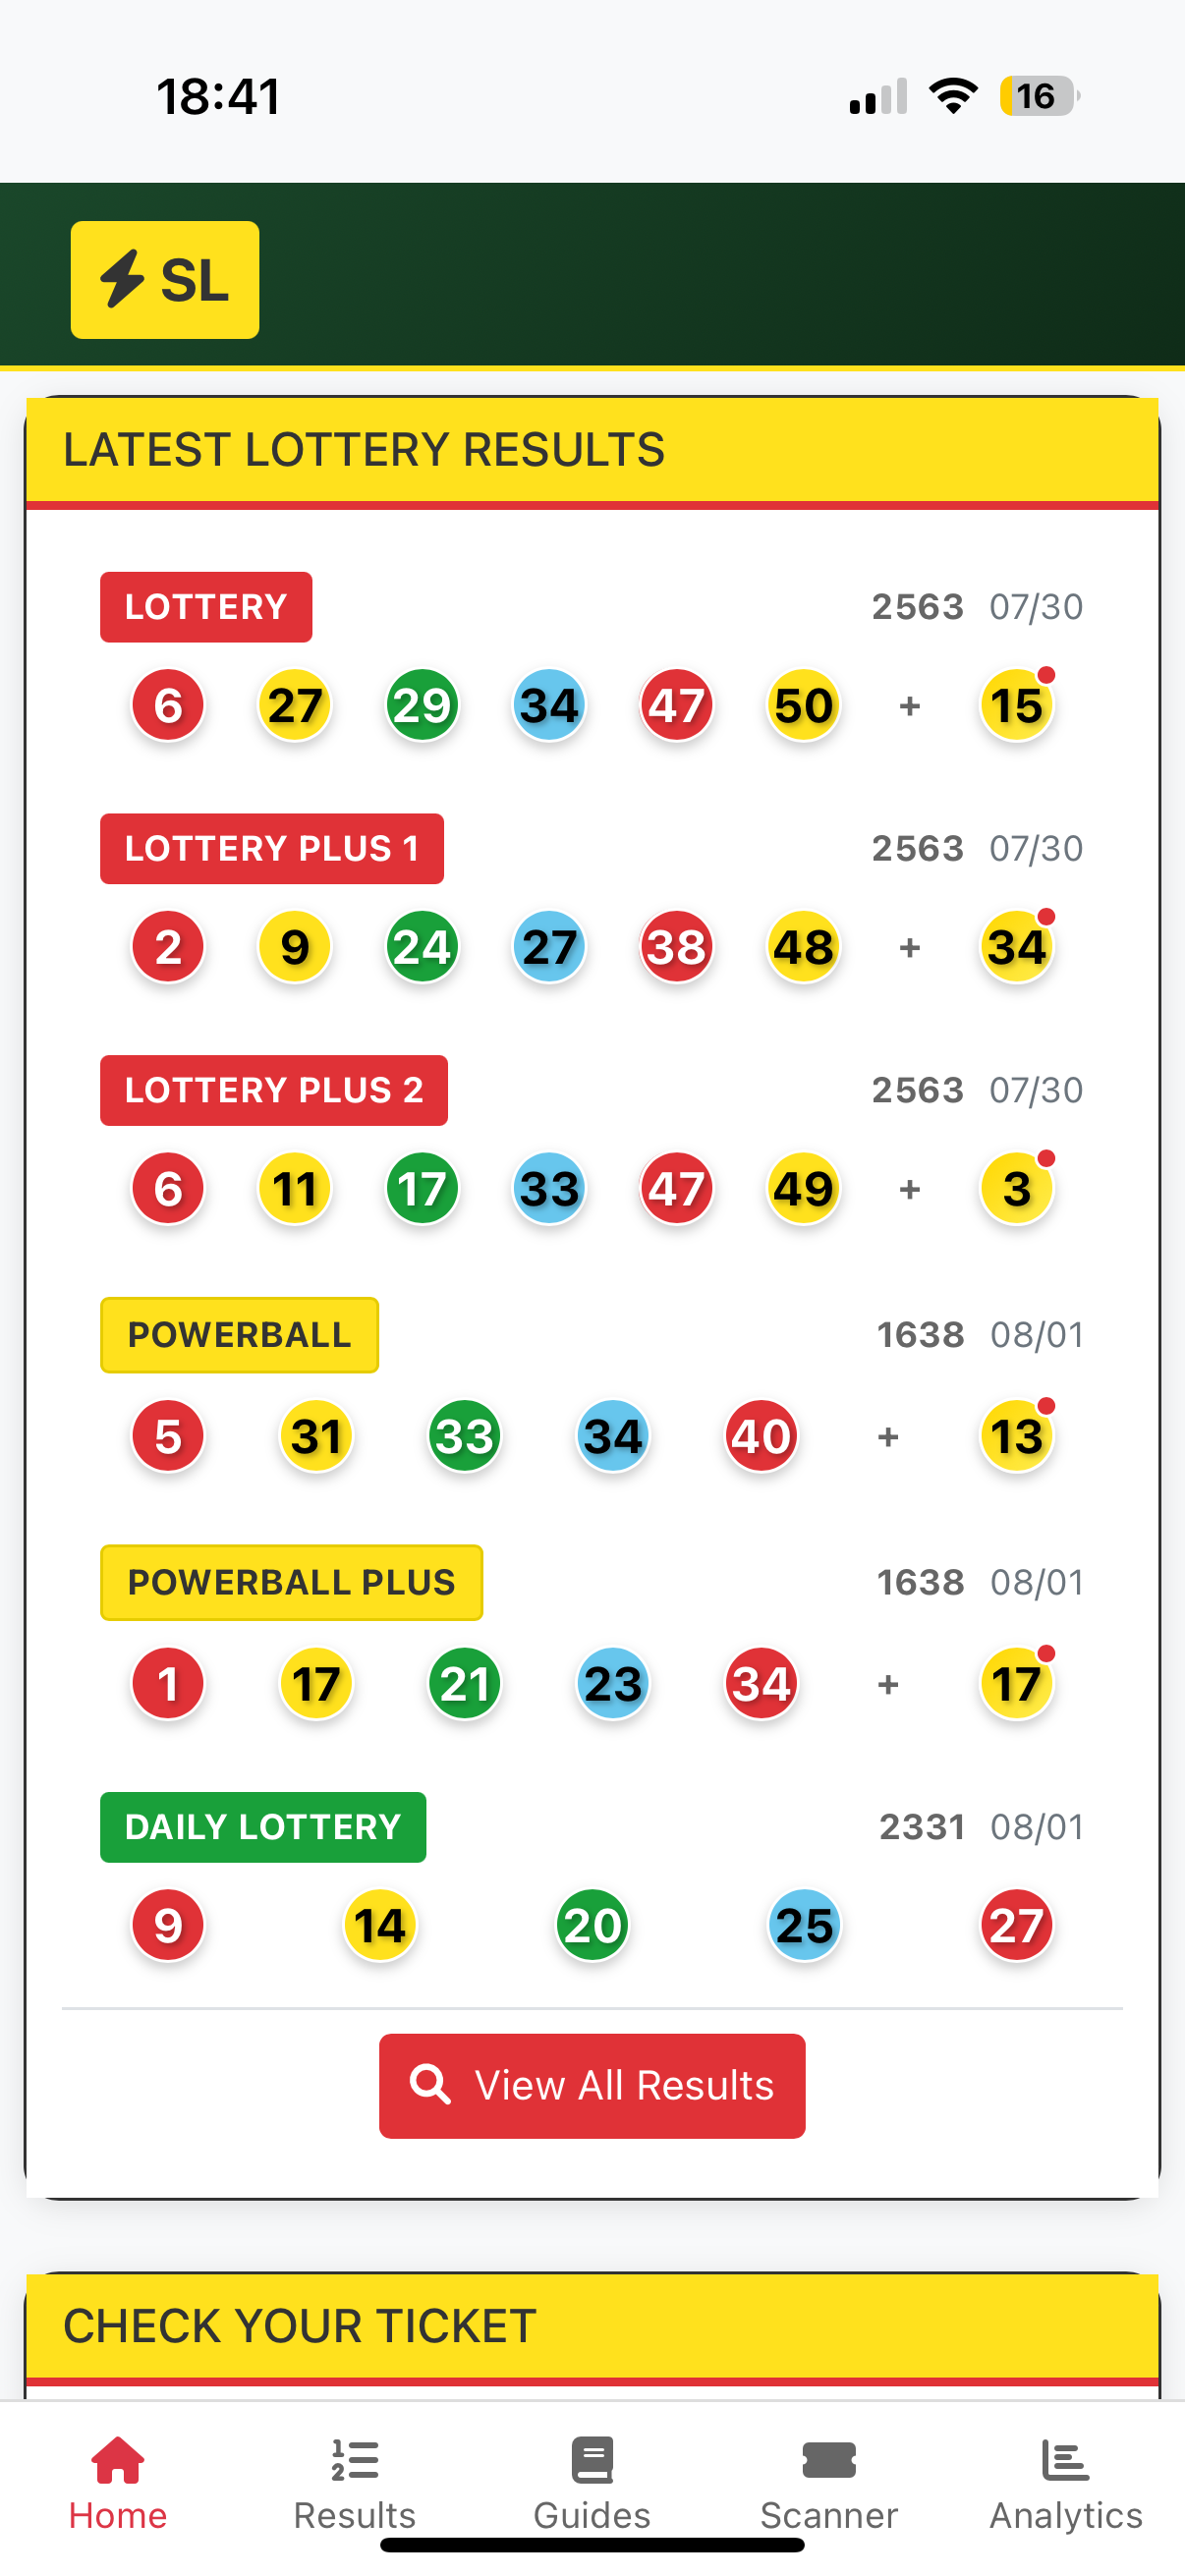 18:41
16
SL
LATEST LOTTERY RESULTS
LOTTERY 2563 07/30
6 27 29 34 47 50 + 15
LOTTERY PLUS 1 2563 07/30
2 9 24 27 38 48 + 34
LOTTERY PLUS 2 2563 07/30
6 11 17 33 47 49 + 3
POWERBALL 1638 08/01
5 31 33 34 40 + 13
POWERBALL PLUS 1638 08/01
1 17 21 23 34 + 17
DAILY LOTTERY 2331 08/01
9 14 20 25 27
View All Results
CHECK YOUR TICKET
Home Results Guides Scanner Analytics